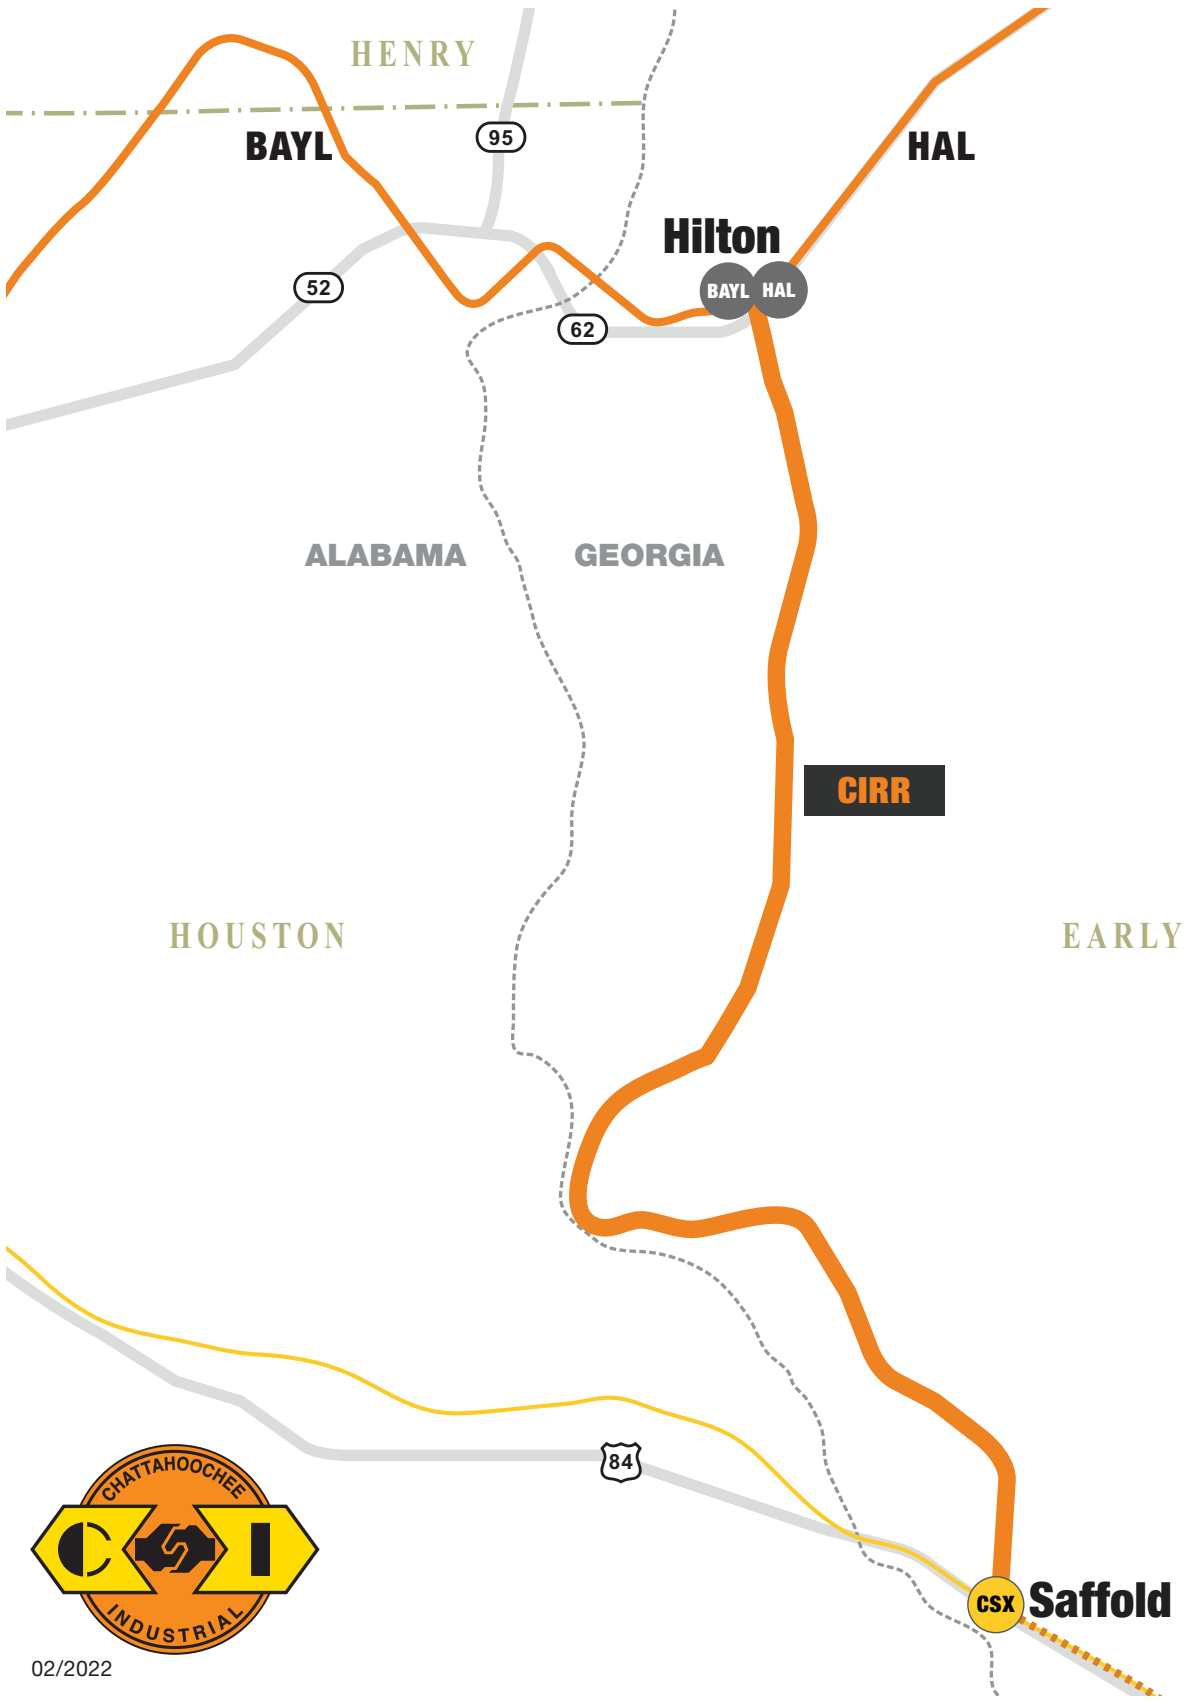 HENRY
95
BAYL
HAL
Hilton
BAYL HAL
52
62
ALABAMA
GEORGIA
CIRR
HOUSTON
EARLY
84
CHATTAHOOCHEE
C I
INDUSTRIAL
CSX
Saffold
02/2022